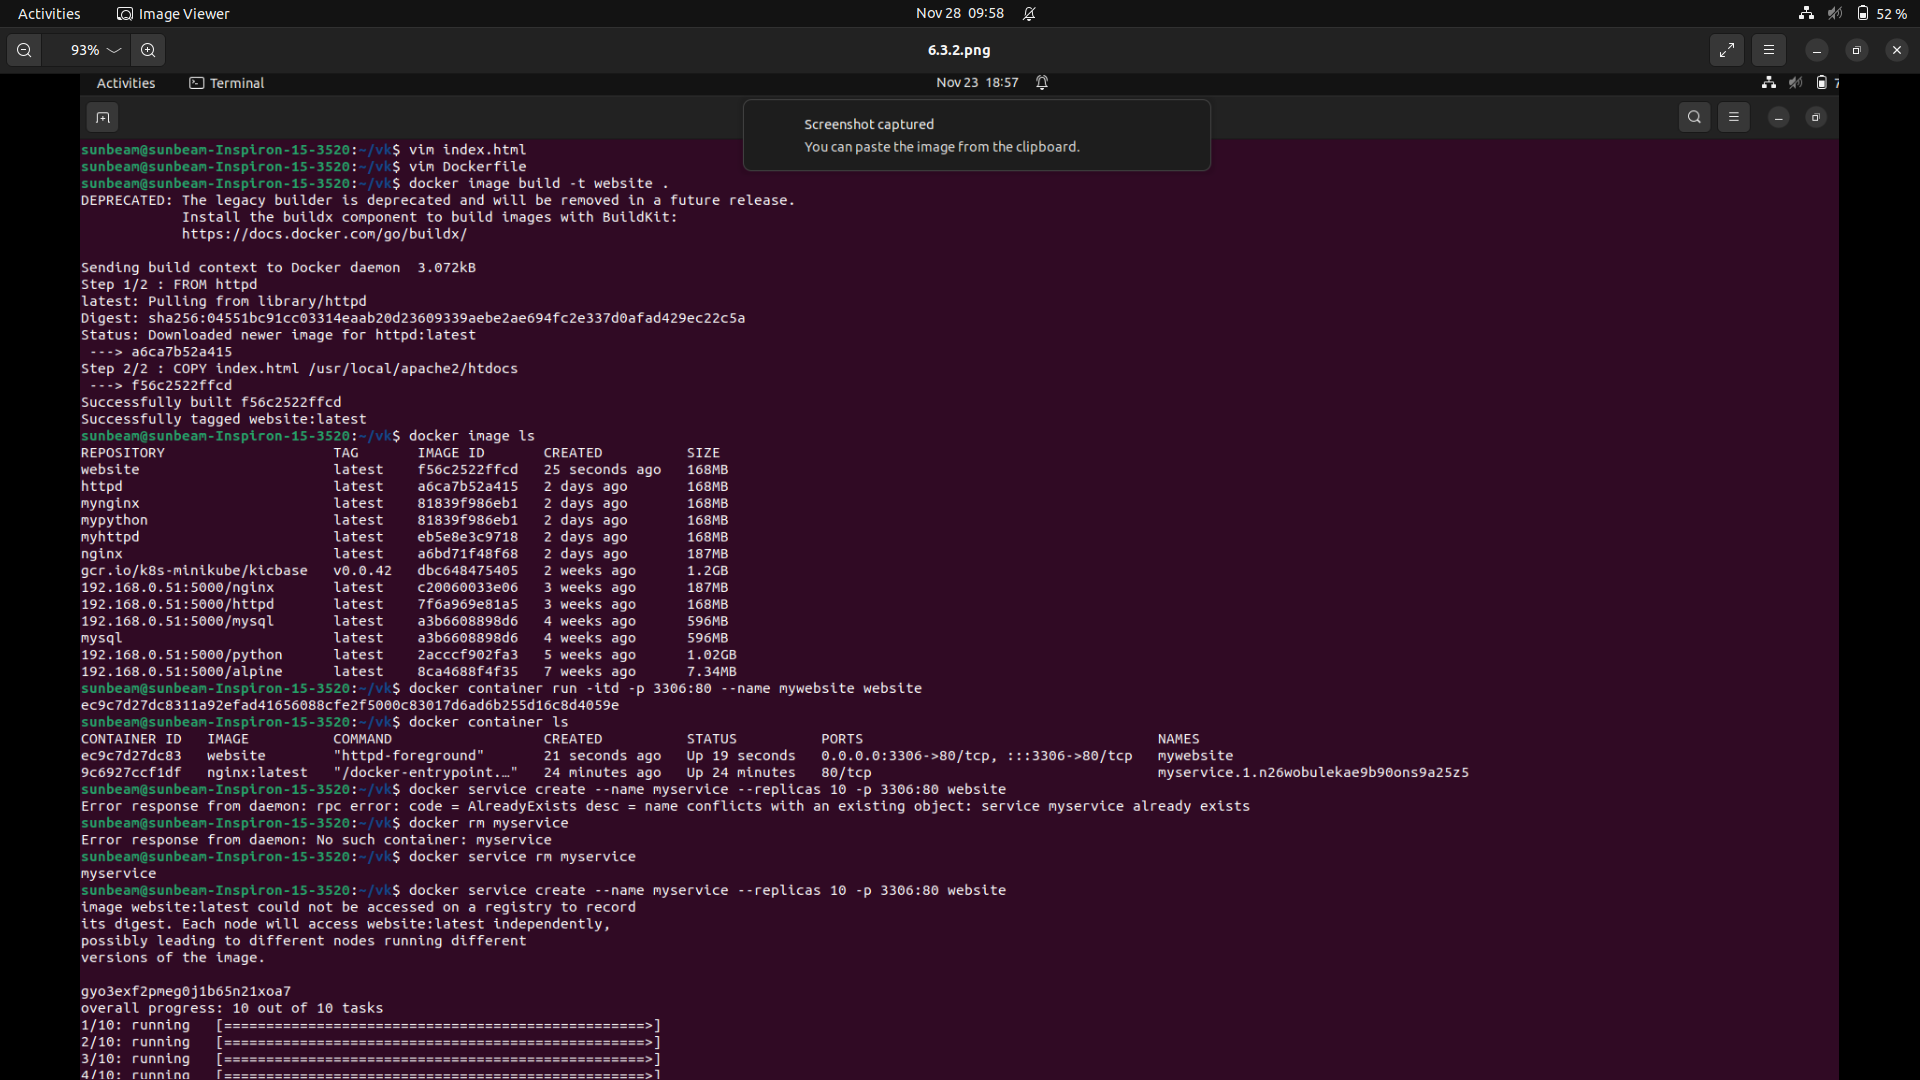 Activities Image Viewer Nov 28 09:58 52 %
93% 6.3.2.png
Activities Terminal Nov 23 18:57
Screenshot captured
You can paste the image from the clipboard.
sunbeam@sunbeam-Inspiron-15-3520:~/vk$ vim index.html
sunbeam@sunbeam-Inspiron-15-3520:~/vk$ vim Dockerfile
sunbeam@sunbeam-Inspiron-15-3520:~/vk$ docker image build -t website .
DEPRECATED: The legacy builder is deprecated and will be removed in a future release.
            Install the buildx component to build images with BuildKit:
            https://docs.docker.com/go/buildx/
Sending build context to Docker daemon  3.072kB
Step 1/2 : FROM httpd
latest: Pulling from library/httpd
Digest: sha256:04551bc91cc03314eaab20d23609339aebe2ae694fc2e337d0afad429ec22c5a
Status: Downloaded newer image for httpd:latest
 ---> a6ca7b52a415
Step 2/2 : COPY index.html /usr/local/apache2/htdocs
 ---> f56c2522ffcd
Successfully built f56c2522ffcd
Successfully tagged website:latest
sunbeam@sunbeam-Inspiron-15-3520:~/vk$ docker image ls
REPOSITORY                    TAG       IMAGE ID       CREATED          SIZE
website                       latest    f56c2522ffcd   25 seconds ago   168MB
httpd                         latest    a6ca7b52a415   2 days ago       168MB
mynginx                       latest    81839f986eb1   2 days ago       168MB
mypython                      latest    81839f986eb1   2 days ago       168MB
myhttpd                       latest    eb5e8e3c9718   2 days ago       168MB
nginx                         latest    a6bd71f48f68   2 days ago       187MB
gcr.io/k8s-minikube/kicbase   v0.0.42   dbc648475405   2 weeks ago      1.2GB
192.168.0.51:5000/nginx       latest    c20060033e06   3 weeks ago      187MB
192.168.0.51:5000/httpd       latest    7f6a969e81a5   3 weeks ago      168MB
192.168.0.51:5000/mysql       latest    a3b6608898d6   4 weeks ago      596MB
mysql                         latest    a3b6608898d6   4 weeks ago      596MB
192.168.0.51:5000/python      latest    2acccf902fa3   5 weeks ago      1.02GB
192.168.0.51:5000/alpine      latest    8ca4688f4f35   7 weeks ago      7.34MB
sunbeam@sunbeam-Inspiron-15-3520:~/vk$ docker container run -itd -p 3306:80 --name mywebsite website
ec9c7d27dc8311a92efad41656088cfe2f5000c83017d6ad6b255d16c8d4059e
sunbeam@sunbeam-Inspiron-15-3520:~/vk$ docker container ls
CONTAINER ID   IMAGE          COMMAND                  CREATED          STATUS          PORTS                                   NAMES
ec9c7d27dc83   website        "httpd-foreground"       21 seconds ago   Up 19 seconds   0.0.0.0:3306->80/tcp, :::3306->80/tcp   mywebsite
9c6927ccf1df   nginx:latest   "/docker-entrypoint.…"   24 minutes ago   Up 24 minutes   80/tcp                                  myservice.1.n26wobulekae9b90ons9a25z5
sunbeam@sunbeam-Inspiron-15-3520:~/vk$ docker service create --name myservice --replicas 10 -p 3306:80 website
Error response from daemon: rpc error: code = AlreadyExists desc = name conflicts with an existing object: service myservice already exists
sunbeam@sunbeam-Inspiron-15-3520:~/vk$ docker rm myservice
Error response from daemon: No such container: myservice
sunbeam@sunbeam-Inspiron-15-3520:~/vk$ docker service rm myservice
myservice
sunbeam@sunbeam-Inspiron-15-3520:~/vk$ docker service create --name myservice --replicas 10 -p 3306:80 website
image website:latest could not be accessed on a registry to record
its digest. Each node will access website:latest independently,
possibly leading to different nodes running different
versions of the image.
gyo3exf2pmeg0j1b65n21xoa7
overall progress: 10 out of 10 tasks
1/10: running   [==================================================>]
2/10: running   [==================================================>]
3/10: running   [==================================================>]
4/10: running   [==================================================>]